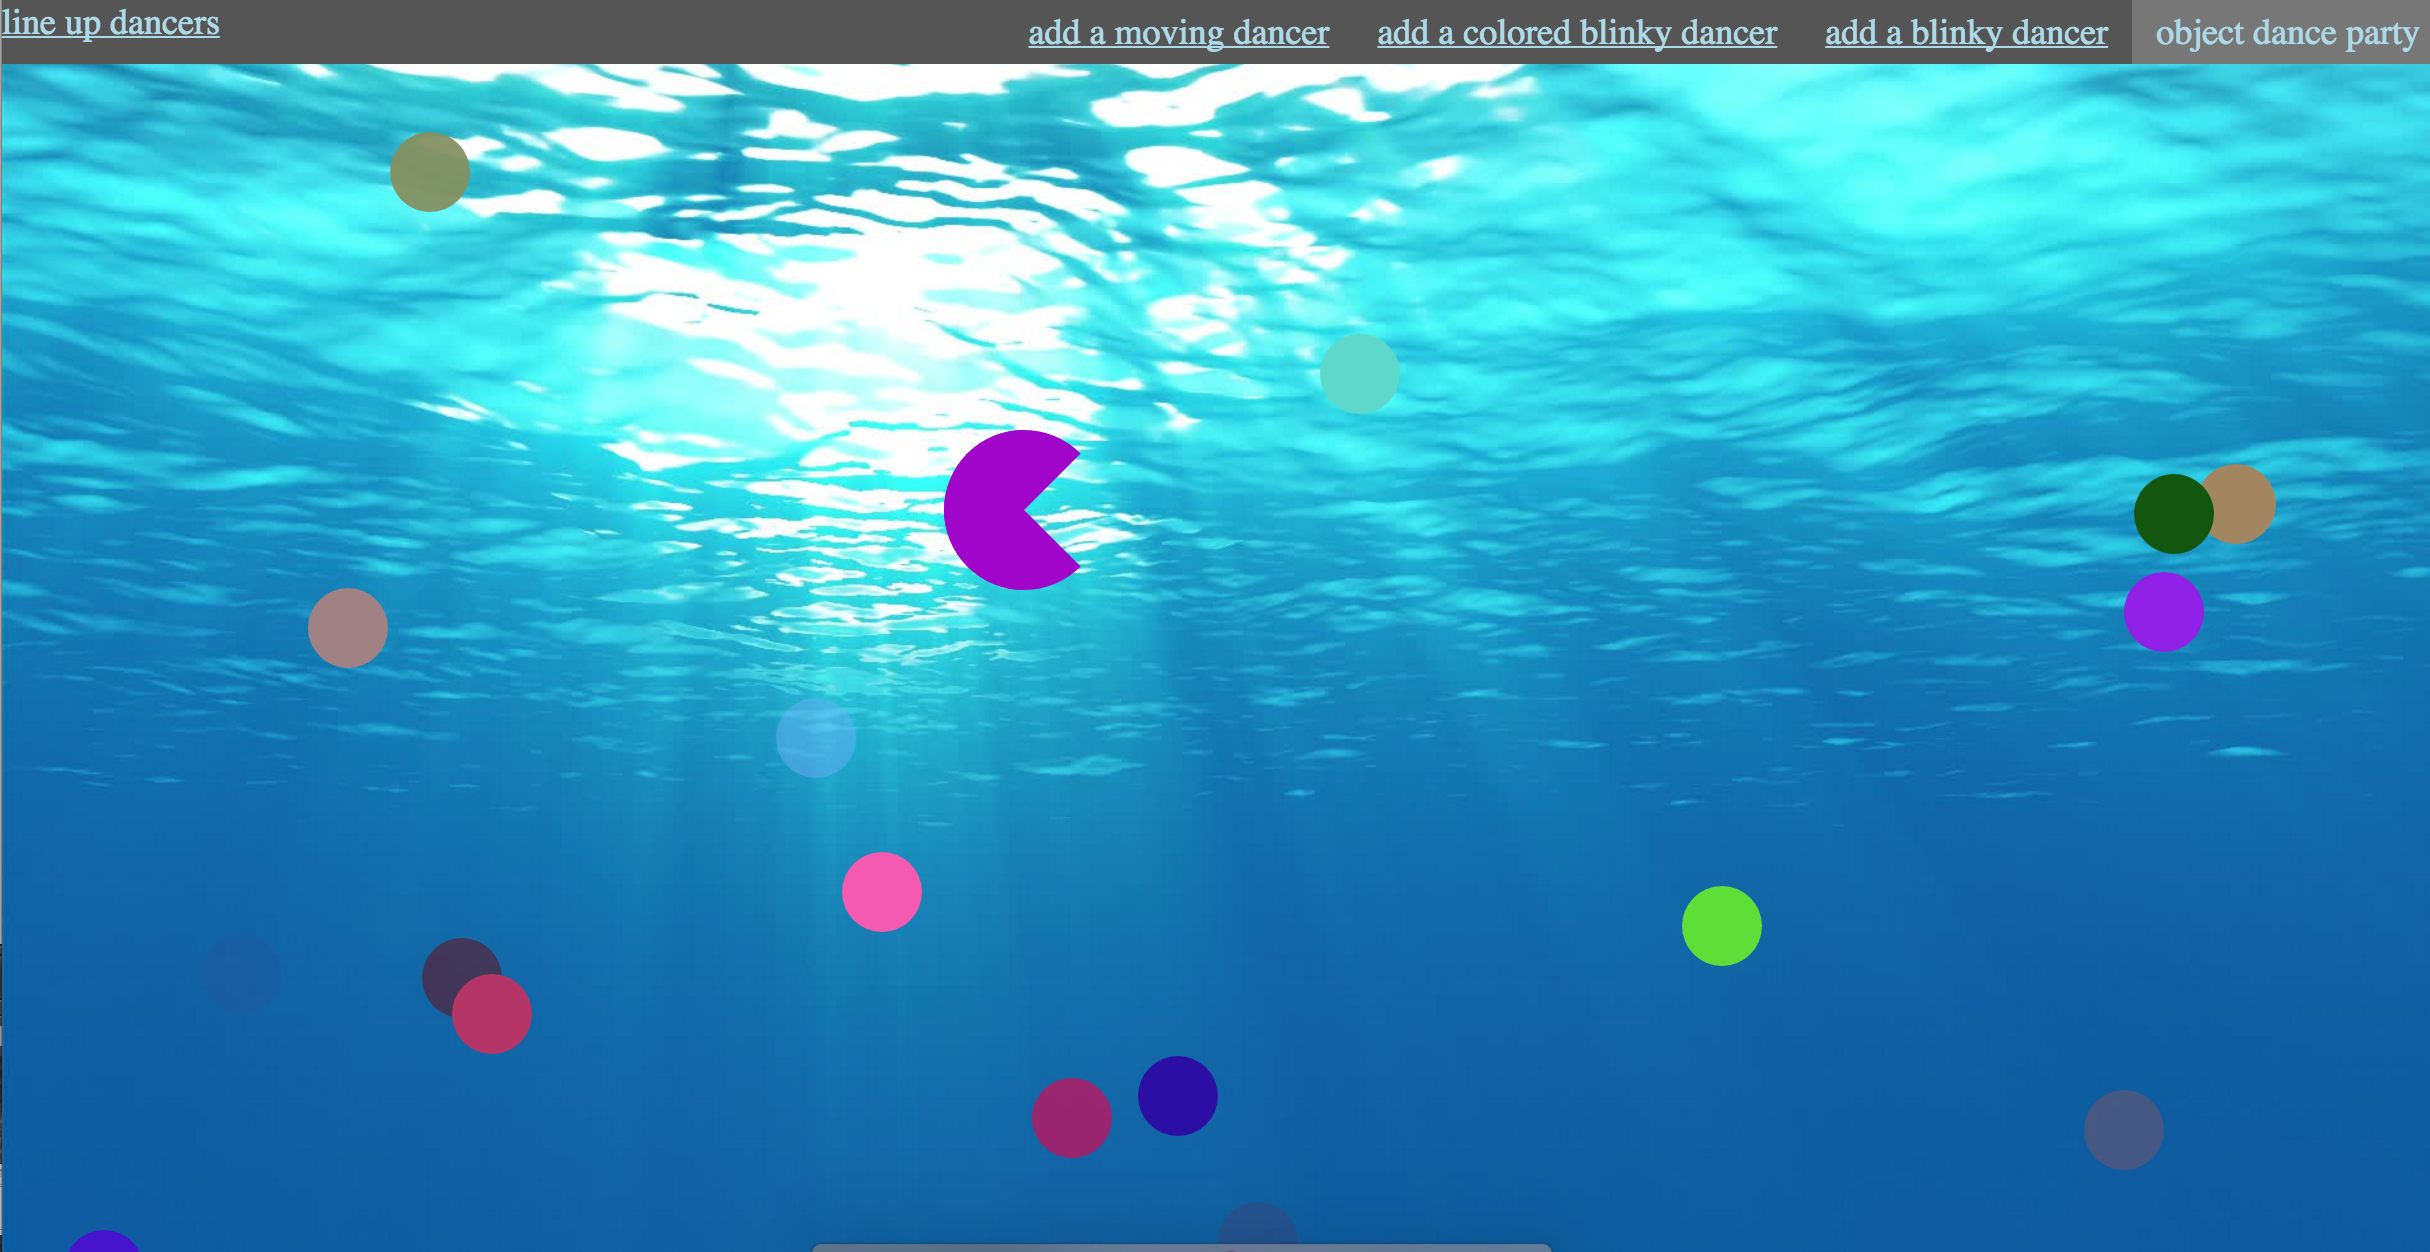 line up dancers
add a moving dancer
add a colored blinky dancer
add a blinky dancer
object dance party